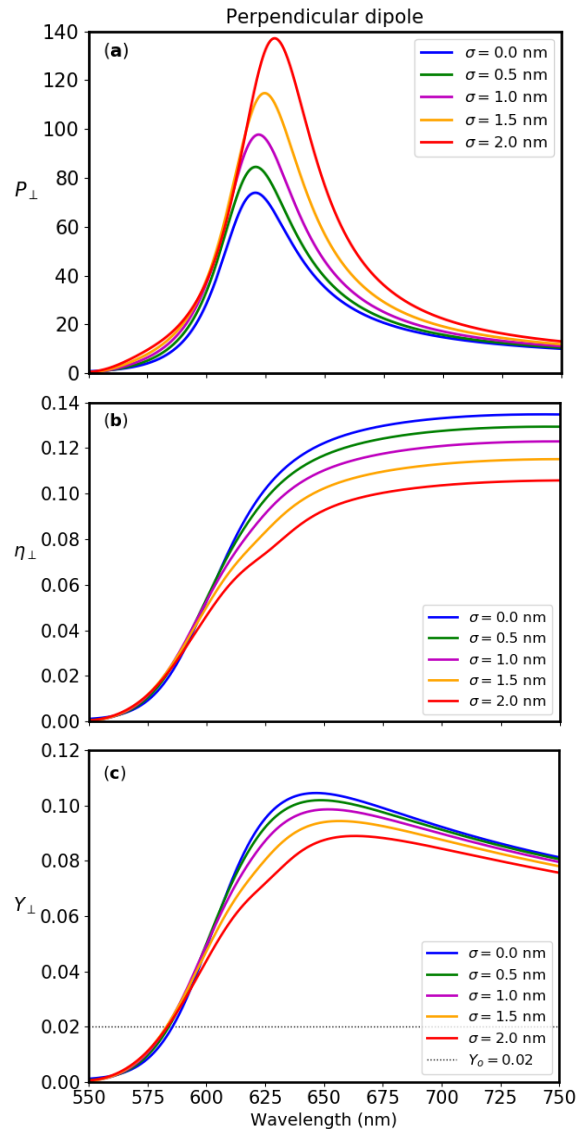 Perpendicular dipole
(a)
140
120
100
80
60
40
20
0
P⊥
σ = 0.0 nm
σ = 0.5 nm
σ = 1.0 nm
σ = 1.5 nm
σ = 2.0 nm
(b)
0.14
0.12
0.10
0.08
0.06
0.04
0.02
0.00
η⊥
σ = 0.0 nm
σ = 0.5 nm
σ = 1.0 nm
σ = 1.5 nm
σ = 2.0 nm
(c)
0.12
0.10
0.08
0.06
0.04
0.02
0.00
Y⊥
σ = 0.0 nm
σ = 0.5 nm
σ = 1.0 nm
σ = 1.5 nm
σ = 2.0 nm
Yo = 0.02
550 575 600 625 650 675 700 725 750
Wavelength (nm)